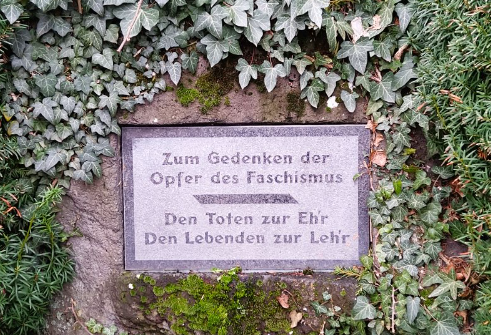 Zum Gedenken der
Opfer des Faschismus
Den Toten zur Eh'r
Den Lebenden zur Leh'r